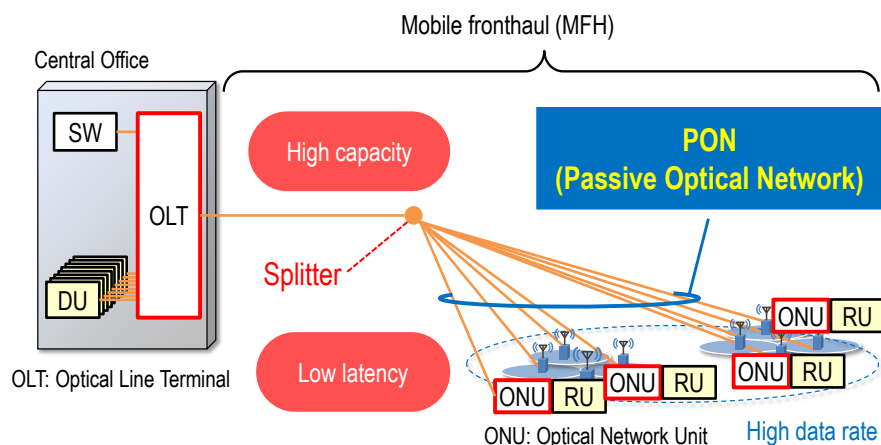 Mobile fronthaul (MFH)
Central Office
SW
OLT
DU
High capacity
PON
(Passive Optical Network)
Splitter
Low latency
ONU RU
ONU RU
ONU RU
ONU RU
OLT: Optical Line Terminal
ONU: Optical Network Unit
High data rate